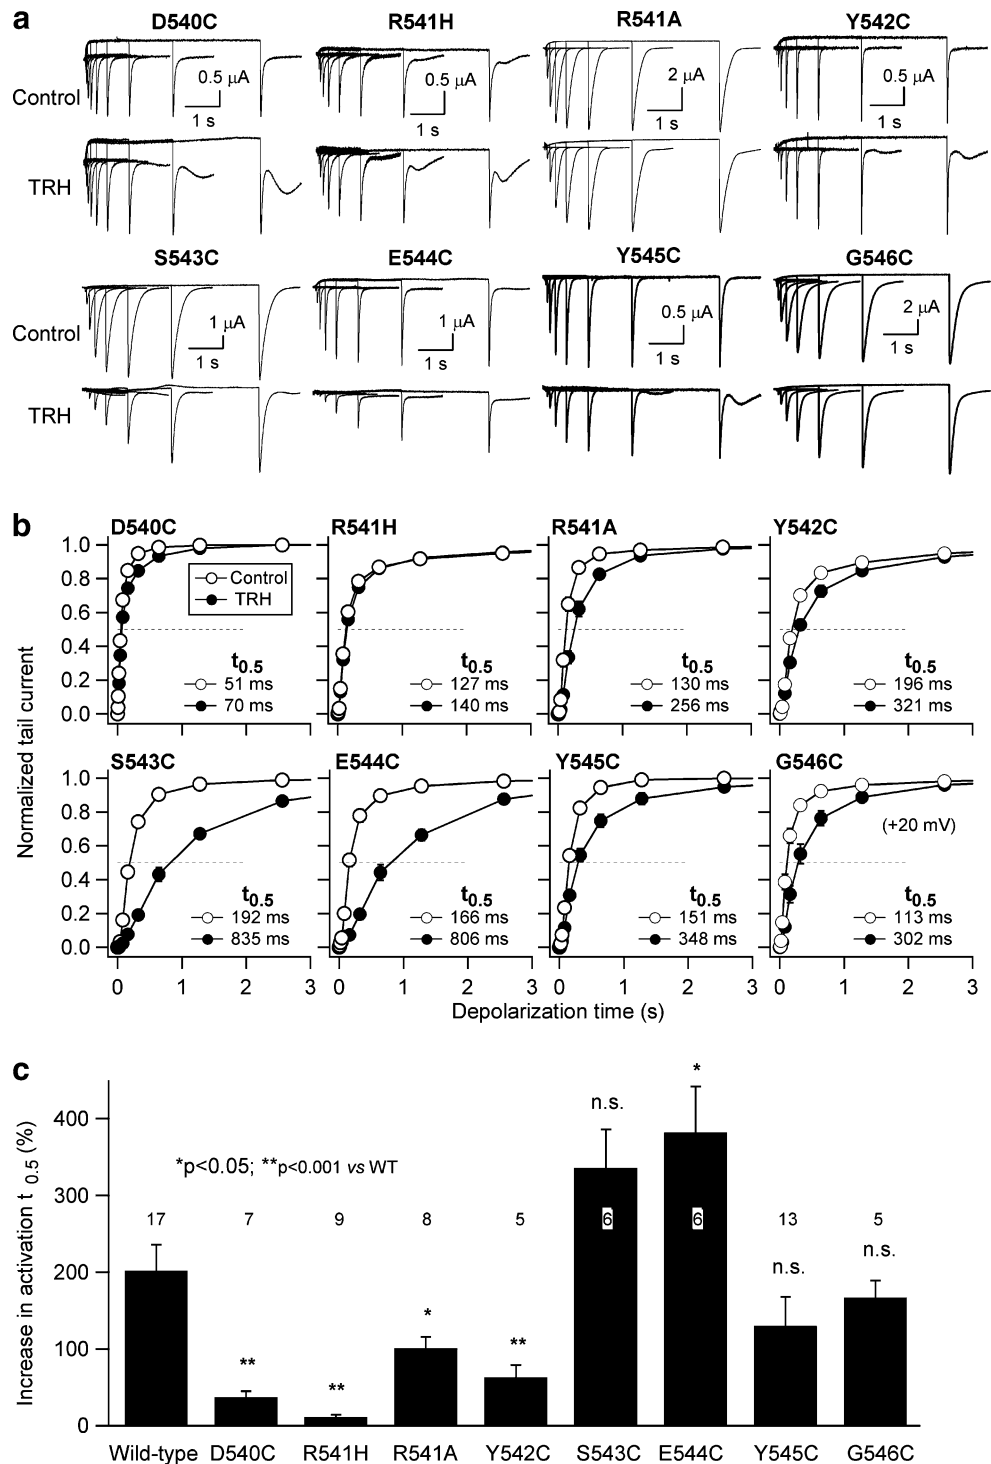 a
D540C R541H R541A Y542C
Control
0.5 µA
1 s
0.5 µA
1 s
2 µA
1 s
0.5 µA
1 s
TRH
S543C E544C Y545C G546C
Control
1 µA
1 s
1 µA
1 s
0.5 µA
1 s
2 µA
1 s
TRH
b
Normalized tail current
D540C
1.0
0.8
0.6
0.4
0.2
0.0
Control
TRH
t0.5
51 ms
70 ms
R541H
t0.5
127 ms
140 ms
R541A
t0.5
130 ms
256 ms
Y542C
t0.5
196 ms
321 ms
S543C
1.0
0.8
0.6
0.4
0.2
0.0
t0.5
192 ms
835 ms
0 1 2 3
E544C
t0.5
166 ms
806 ms
0 1 2 3
Y545C
t0.5
151 ms
348 ms
0 1 2 3
G546C
(+20 mV)
t0.5
113 ms
302 ms
0 1 2 3
Depolarization time (s)
c
Increase in activation t 0.5 (%)
400
300
200
100
0
*p<0.05; **p<0.001 vs WT
17 7 9 8 5 6 6 13 5
** ** * ** n.s. * n.s. n.s.
Wild-type D540C R541H R541A Y542C S543C E544C Y545C G546C